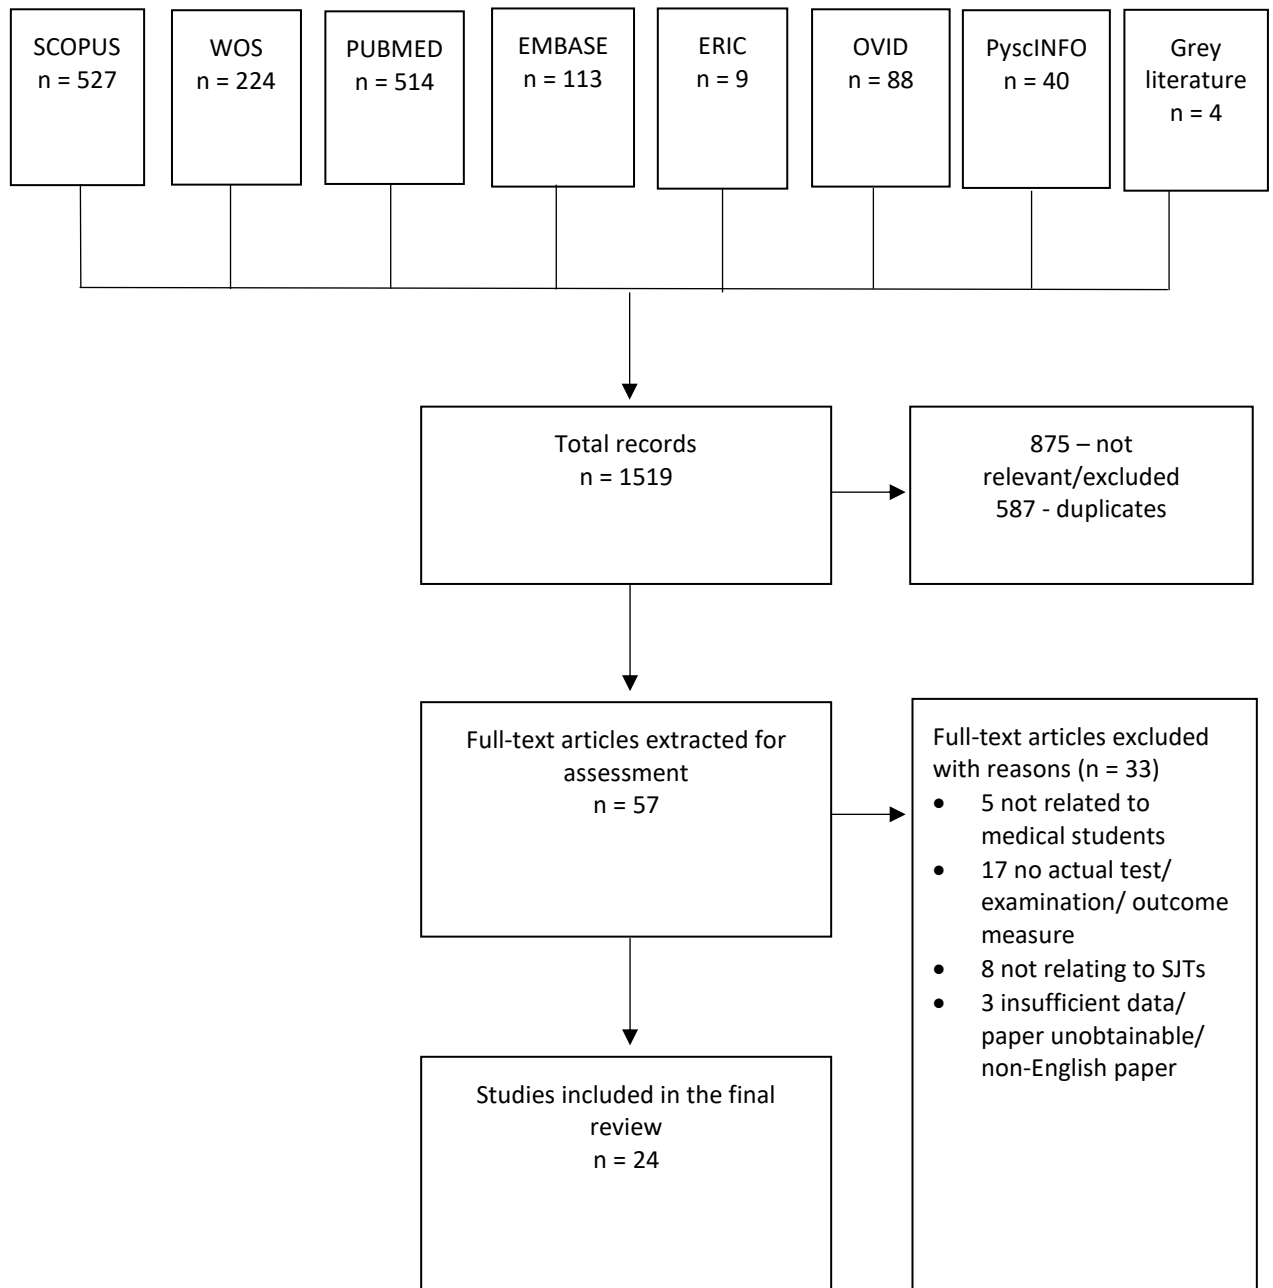 SCOPUS
n = 527
WOS
n = 224
PUBMED
n = 514
EMBASE
n = 113
ERIC
n = 9
OVID
n = 88
PyscINFO
n = 40
Grey
literature
n = 4
Total records
n = 1519
875 – not
relevant/excluded
587 - duplicates
Full-text articles extracted for
assessment
n = 57
Full-text articles excluded
with reasons (n = 33)
• 5 not related to
medical students
• 17 no actual test/
examination/ outcome
measure
• 8 not relating to SJTs
• 3 insufficient data/
paper unobtainable/
non-English paper
Studies included in the final
review
n = 24